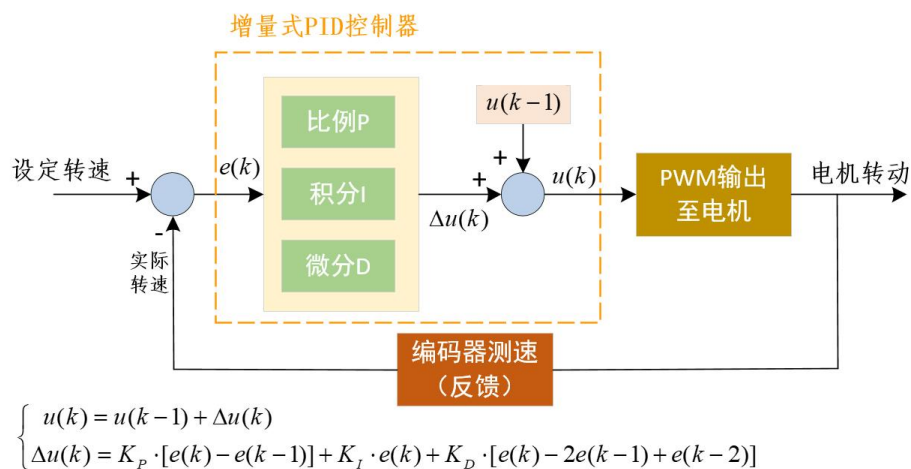 增量式PID控制器
比例P
u(k−1)
设定转速
+
e(k)
积分I
+
+
u(k)
Δu(k)
PWM输出
至电机
电机转动
-
实际
转速
微分D
编码器测速
（反馈）
u(k) = u(k−1) + Δu(k)
Δu(k) = K_P ·[e(k) − e(k−1)] + K_I · e(k) + K_D ·[e(k) − 2e(k−1) + e(k−2)]